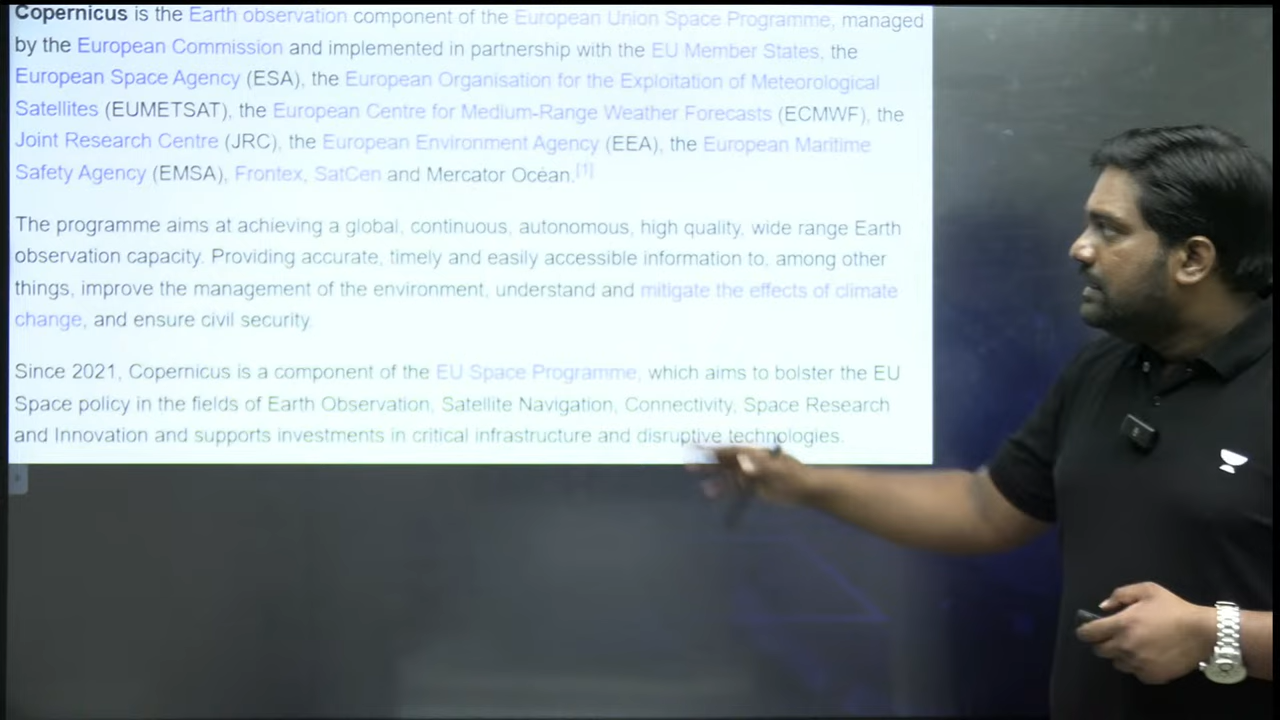 Copernicus is the Earth observation component of the European Union Space Programme, managed
by the European Commission and implemented in partnership with the EU Member States, the
European Space Agency (ESA), the European Organisation for the Exploitation of Meteorological
Satellites (EUMETSAT), the European Centre for Medium-Range Weather Forecasts (ECMWF), the
Joint Research Centre (JRC), the European Environment Agency (EEA), the European Maritime
Safety Agency (EMSA), Frontex, SatCen and Mercator Océan.[1]
The programme aims at achieving a global, continuous, autonomous, high quality, wide range Earth
observation capacity. Providing accurate, timely and easily accessible information to, among other
things, improve the management of the environment, understand and mitigate the effects of climate
change, and ensure civil security.
Since 2021, Copernicus is a component of the EU Space Programme, which aims to bolster the EU
Space policy in the fields of Earth Observation, Satellite Navigation, Connectivity, Space Research
and Innovation and supports investments in critical infrastructure and disruptive technologies.